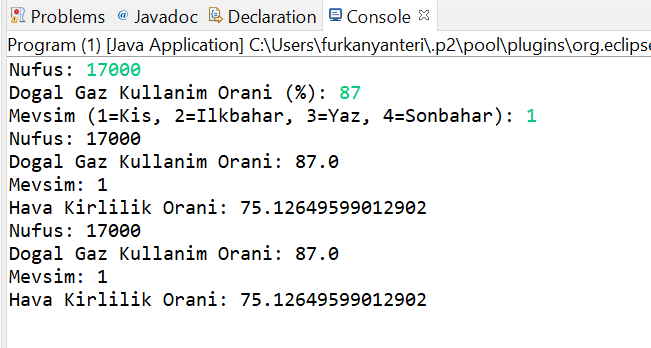 Problems @ Javadoc Declaration Console
Program (1) [Java Application] C:\Users\furkanyanteri\.p2\pool\plugins\org.eclipse
Nufus: 17000
Dogal Gaz Kullanim Orani (%): 87
Mevsim (1=Kis, 2=Ilkbahar, 3=Yaz, 4=Sonbahar): 1
Nufus: 17000
Dogal Gaz Kullanim Orani: 87.0
Mevsim: 1
Hava Kirlilik Orani: 75.12649599012902
Nufus: 17000
Dogal Gaz Kullanim Orani: 87.0
Mevsim: 1
Hava Kirlilik Orani: 75.12649599012902